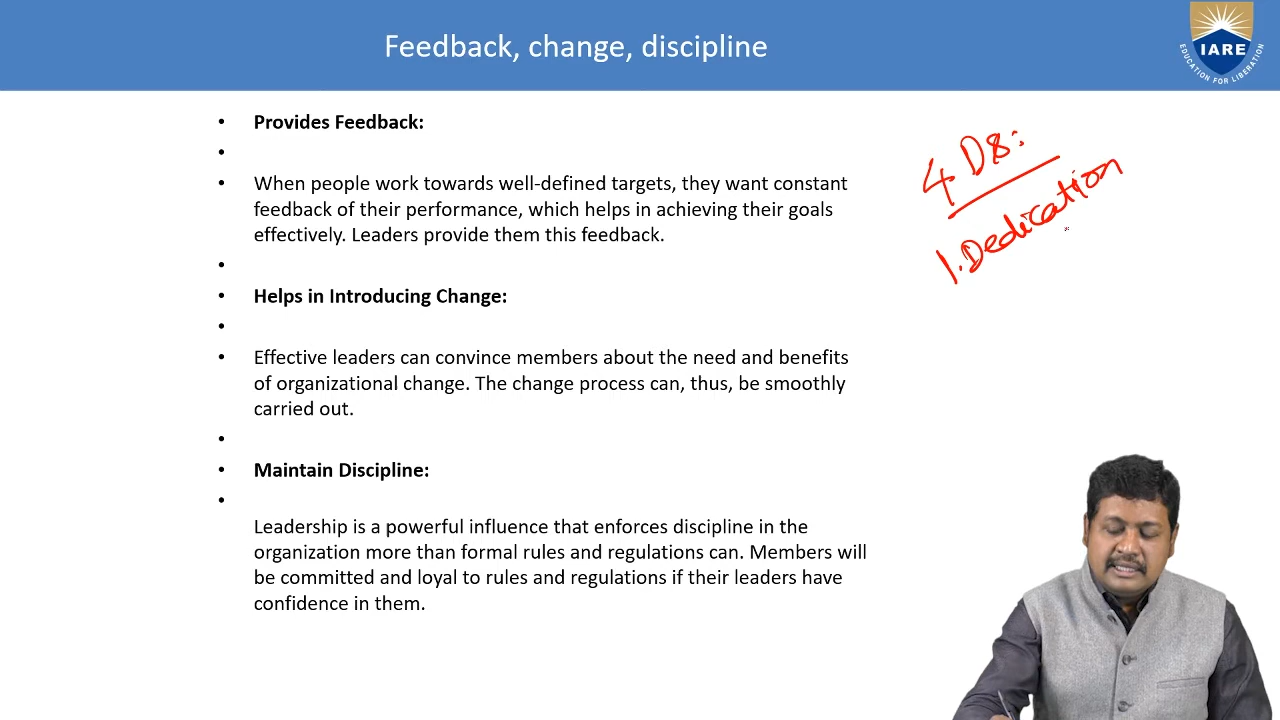 Feedback, change, discipline
IARE
EDUCATION FOR LIBERATION
• Provides Feedback:
•
• When people work towards well-defined targets, they want constant
feedback of their performance, which helps in achieving their goals
effectively. Leaders provide them this feedback.
•
• Helps in Introducing Change:
•
• Effective leaders can convince members about the need and benefits
of organizational change. The change process can, thus, be smoothly
carried out.
•
• Maintain Discipline:
•
Leadership is a powerful influence that enforces discipline in the
organization more than formal rules and regulations can. Members will
be committed and loyal to rules and regulations if their leaders have
confidence in them.
4 Ds:
1. Dedication